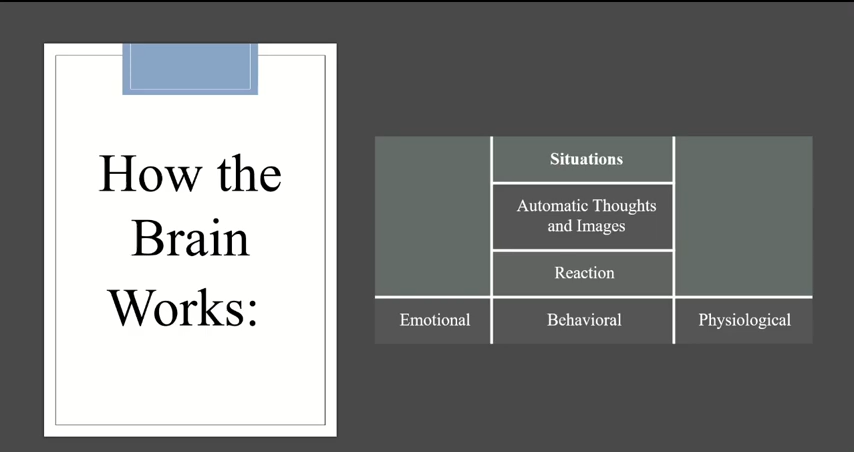 How the
Brain
Works:
Situations
Automatic Thoughts
and Images
Reaction
Emotional
Behavioral
Physiological